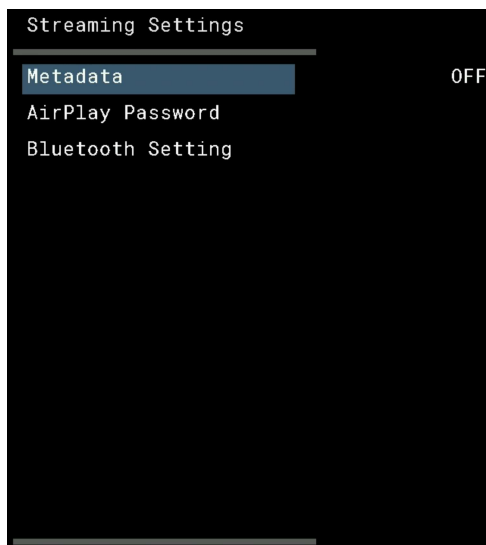 Streaming Settings
Metadata OFF
AirPlay Password
Bluetooth Setting